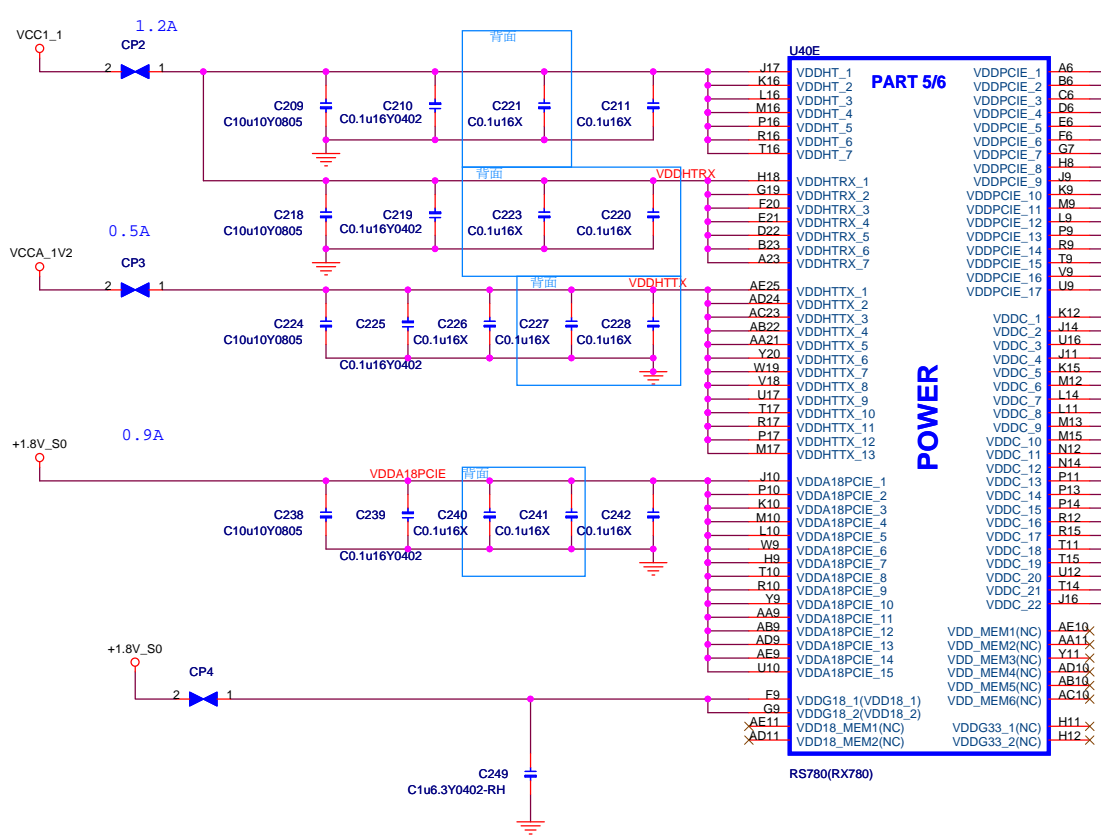 1.2A
VCC1_1
CP2
2
1
背面
C209
C10u10Y0805
C210
C0.1u16Y0402
C221
C0.1u16X
C211
C0.1u16X
背面
VDDHTRX
C218
C10u10Y0805
C219
C0.1u16Y0402
C223
C0.1u16X
C220
C0.1u16X
0.5A
VCCA_1V2
CP3
2
1
背面
VDDHTTX
C224
C10u10Y0805
C225
C0.1u16Y0402
C226
C0.1u16X
C227
C0.1u16X
C228
C0.1u16X
0.9A
+1.8V_S0
VDDA18PCIE
背面
C238
C10u10Y0805
C239
C0.1u16Y0402
C240
C0.1u16X
C241
C0.1u16X
C242
C0.1u16X
+1.8V_S0
CP4
2
1
C249
C1u6.3Y0402-RH
U40E
PART 5/6
POWER
J17 VDDHT_1
K16 VDDHT_2
L16 VDDHT_3
M16 VDDHT_4
P16 VDDHT_5
R16 VDDHT_6
T16 VDDHT_7
H18 VDDHTRX_1
G19 VDDHTRX_2
F20 VDDHTRX_3
E21 VDDHTRX_4
D22 VDDHTRX_5
B23 VDDHTRX_6
A23 VDDHTRX_7
AE25 VDDHTTX_1
AD24 VDDHTTX_2
AC23 VDDHTTX_3
AB22 VDDHTTX_4
AA21 VDDHTTX_5
Y20 VDDHTTX_6
W19 VDDHTTX_7
V18 VDDHTTX_8
U17 VDDHTTX_9
T17 VDDHTTX_10
R17 VDDHTTX_11
P17 VDDHTTX_12
M17 VDDHTTX_13
J10 VDDA18PCIE_1
P10 VDDA18PCIE_2
K10 VDDA18PCIE_3
M10 VDDA18PCIE_4
L10 VDDA18PCIE_5
W9 VDDA18PCIE_6
H9 VDDA18PCIE_7
T10 VDDA18PCIE_8
R10 VDDA18PCIE_9
Y9 VDDA18PCIE_10
AA9 VDDA18PCIE_11
AB9 VDDA18PCIE_12
AD9 VDDA18PCIE_13
AE9 VDDA18PCIE_14
U10 VDDA18PCIE_15
F9 VDDG18_1(VDD18_1)
G9 VDDG18_2(VDD18_2)
AE11 VDD18_MEM1(NC)
AD11 VDD18_MEM2(NC)
VDDPCIE_1 A6
VDDPCIE_2 B6
VDDPCIE_3 C6
VDDPCIE_4 D6
VDDPCIE_5 E6
VDDPCIE_6 F6
VDDPCIE_7 G7
VDDPCIE_8 H8
VDDPCIE_9 J9
VDDPCIE_10 K9
VDDPCIE_11 M9
VDDPCIE_12 L9
VDDPCIE_13 P9
VDDPCIE_14 R9
VDDPCIE_15 T9
VDDPCIE_16 V9
VDDPCIE_17 U9
VDDC_1 K12
VDDC_2 J14
VDDC_3 U16
VDDC_4 J11
VDDC_5 K15
VDDC_6 M12
VDDC_7 L14
VDDC_8 L11
VDDC_9 M13
VDDC_10 M15
VDDC_11 N12
VDDC_12 N14
VDDC_13 P11
VDDC_14 P13
VDDC_15 P14
VDDC_16 R12
VDDC_17 R15
VDDC_18 T11
VDDC_19 T15
VDDC_20 U12
VDDC_21 T14
VDDC_22 J16
VDD_MEM1(NC) AE10
VDD_MEM2(NC) AA11
VDD_MEM3(NC) Y11
VDD_MEM4(NC) AD10
VDD_MEM5(NC) AB10
VDD_MEM6(NC) AC10
VDDG33_1(NC) H11
VDDG33_2(NC) H12
RS780(RX780)